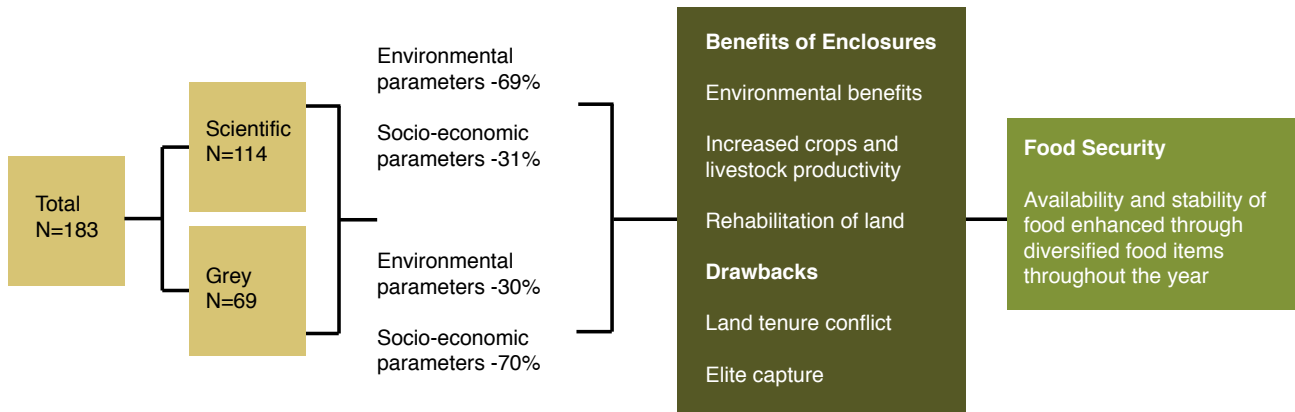 Total
N=183
Scientific
N=114
Grey
N=69
Environmental
parameters -69%
Socio-economic
parameters -31%
Environmental
parameters -30%
Socio-economic
parameters -70%
Benefits of Enclosures
Environmental benefits
Increased crops and
livestock productivity
Rehabilitation of land
Drawbacks
Land tenure conflict
Elite capture
Food Security
Availability and stability of
food enhanced through
diversified food items
throughout the year